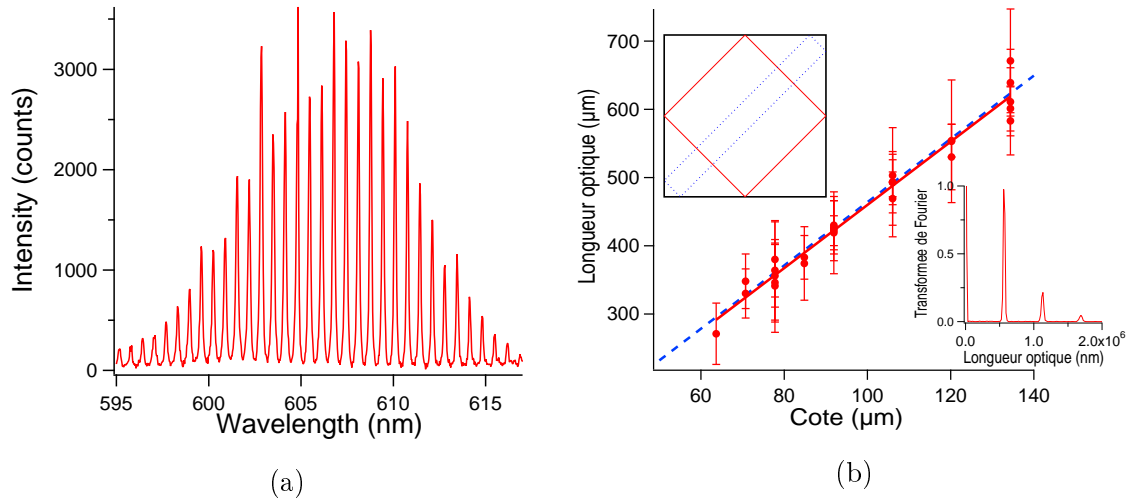 3000
2000
1000
0
Intensity (counts)
595
600
605
610
615
Wavelength (nm)
(a)
700
600
500
400
300
Longueur optique (µm)
60
80
100
120
140
Cote (µm)
1.0
0.5
0.0
Transformee de Fourier
0.0
1.0
2.0x10⁶
Longueur optique (nm)
(b)